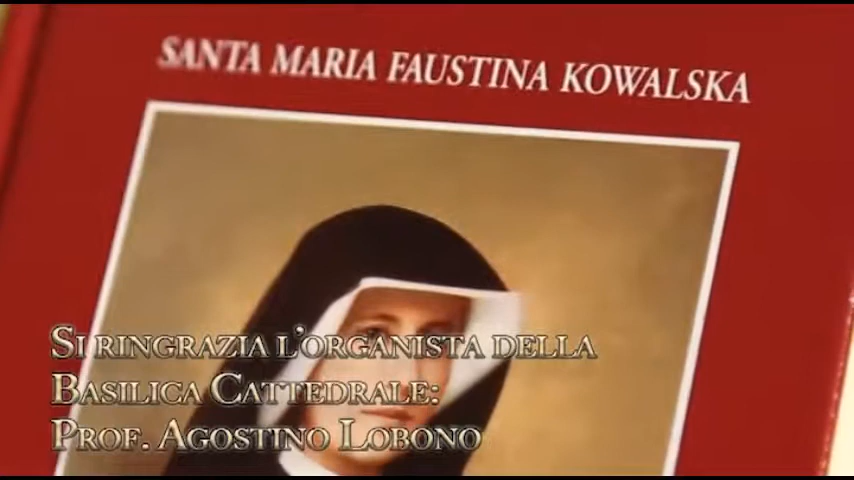 SANTA MARIA FAUSTINA KOWALSKA
SI RINGRAZIA L'ORGANISTA DELLA
BASILICA CATTEDRALE:
PROF. AGOSTINO LOBONO